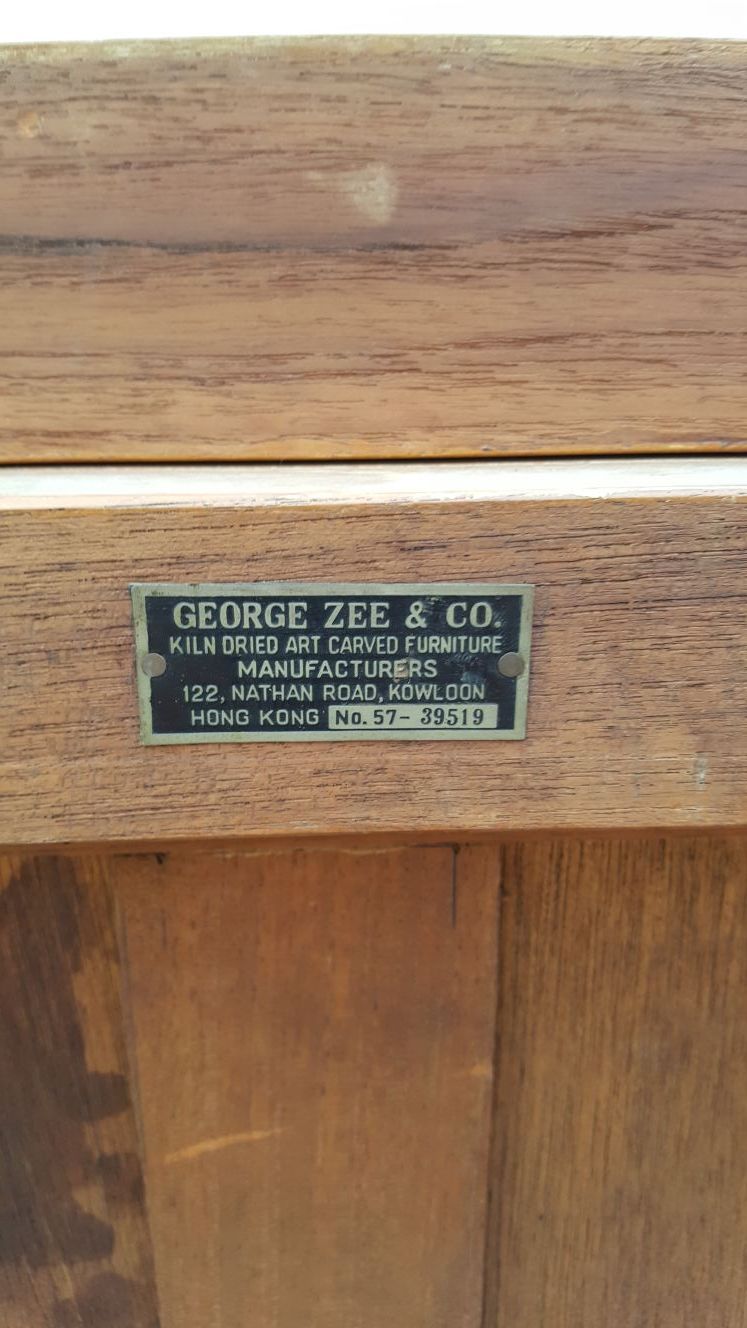 GEORGE ZEE & CO.
KILN DRIED ART CARVED FURNITURE
MANUFACTURERS
122, NATHAN ROAD, KOWLOON
HONG KONG No. 57- 39519